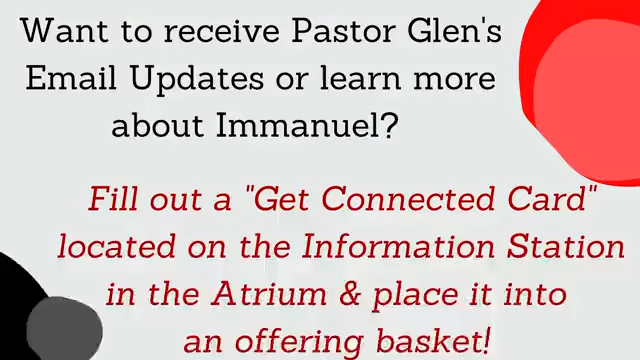 Want to receive Pastor Glen's
Email Updates or learn more
about Immanuel?
Fill out a "Get Connected Card"
located on the Information Station
in the Atrium & place it into
an offering basket!